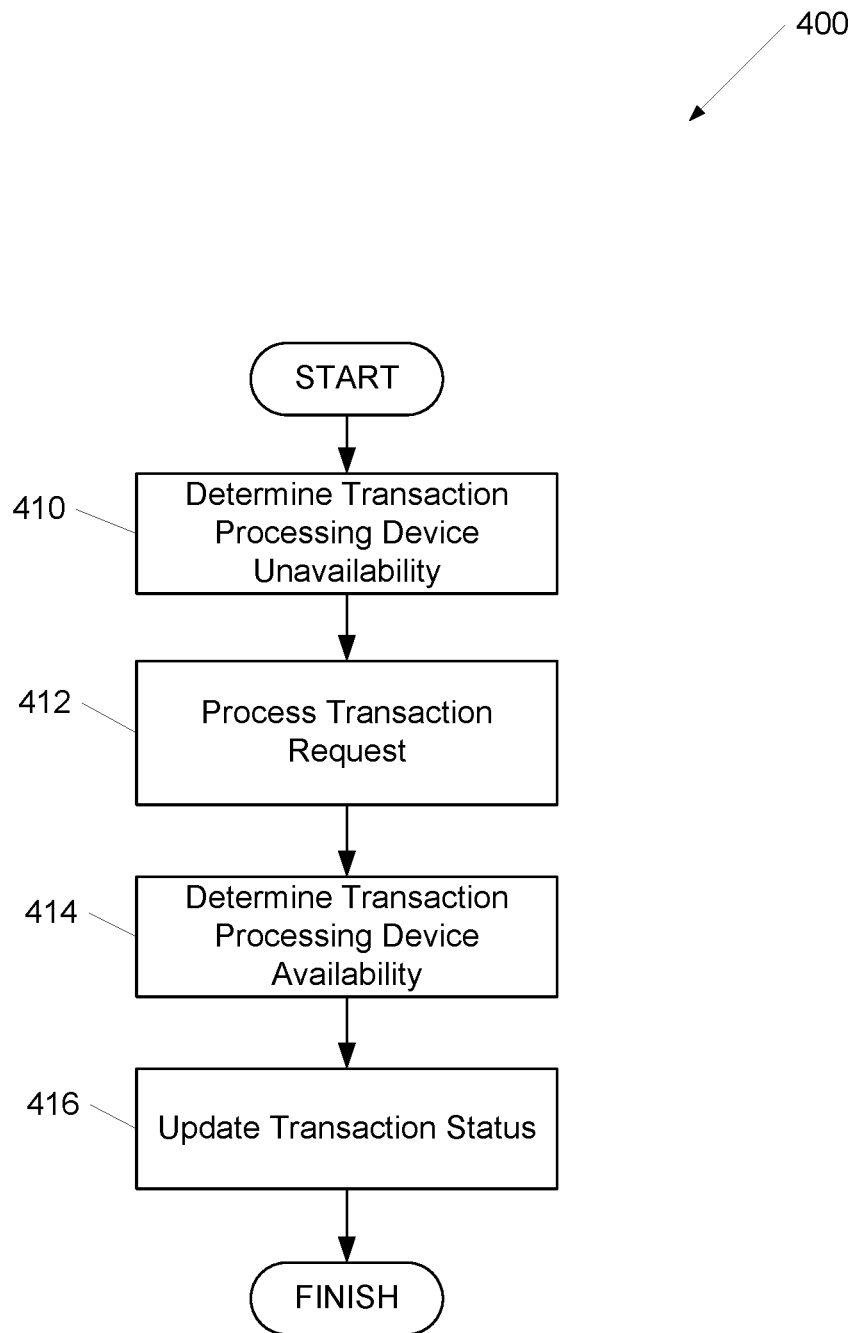 400
START
410
Determine Transaction
Processing Device
Unavailability
412
Process Transaction
Request
414
Determine Transaction
Processing Device
Availability
416
Update Transaction Status
FINISH